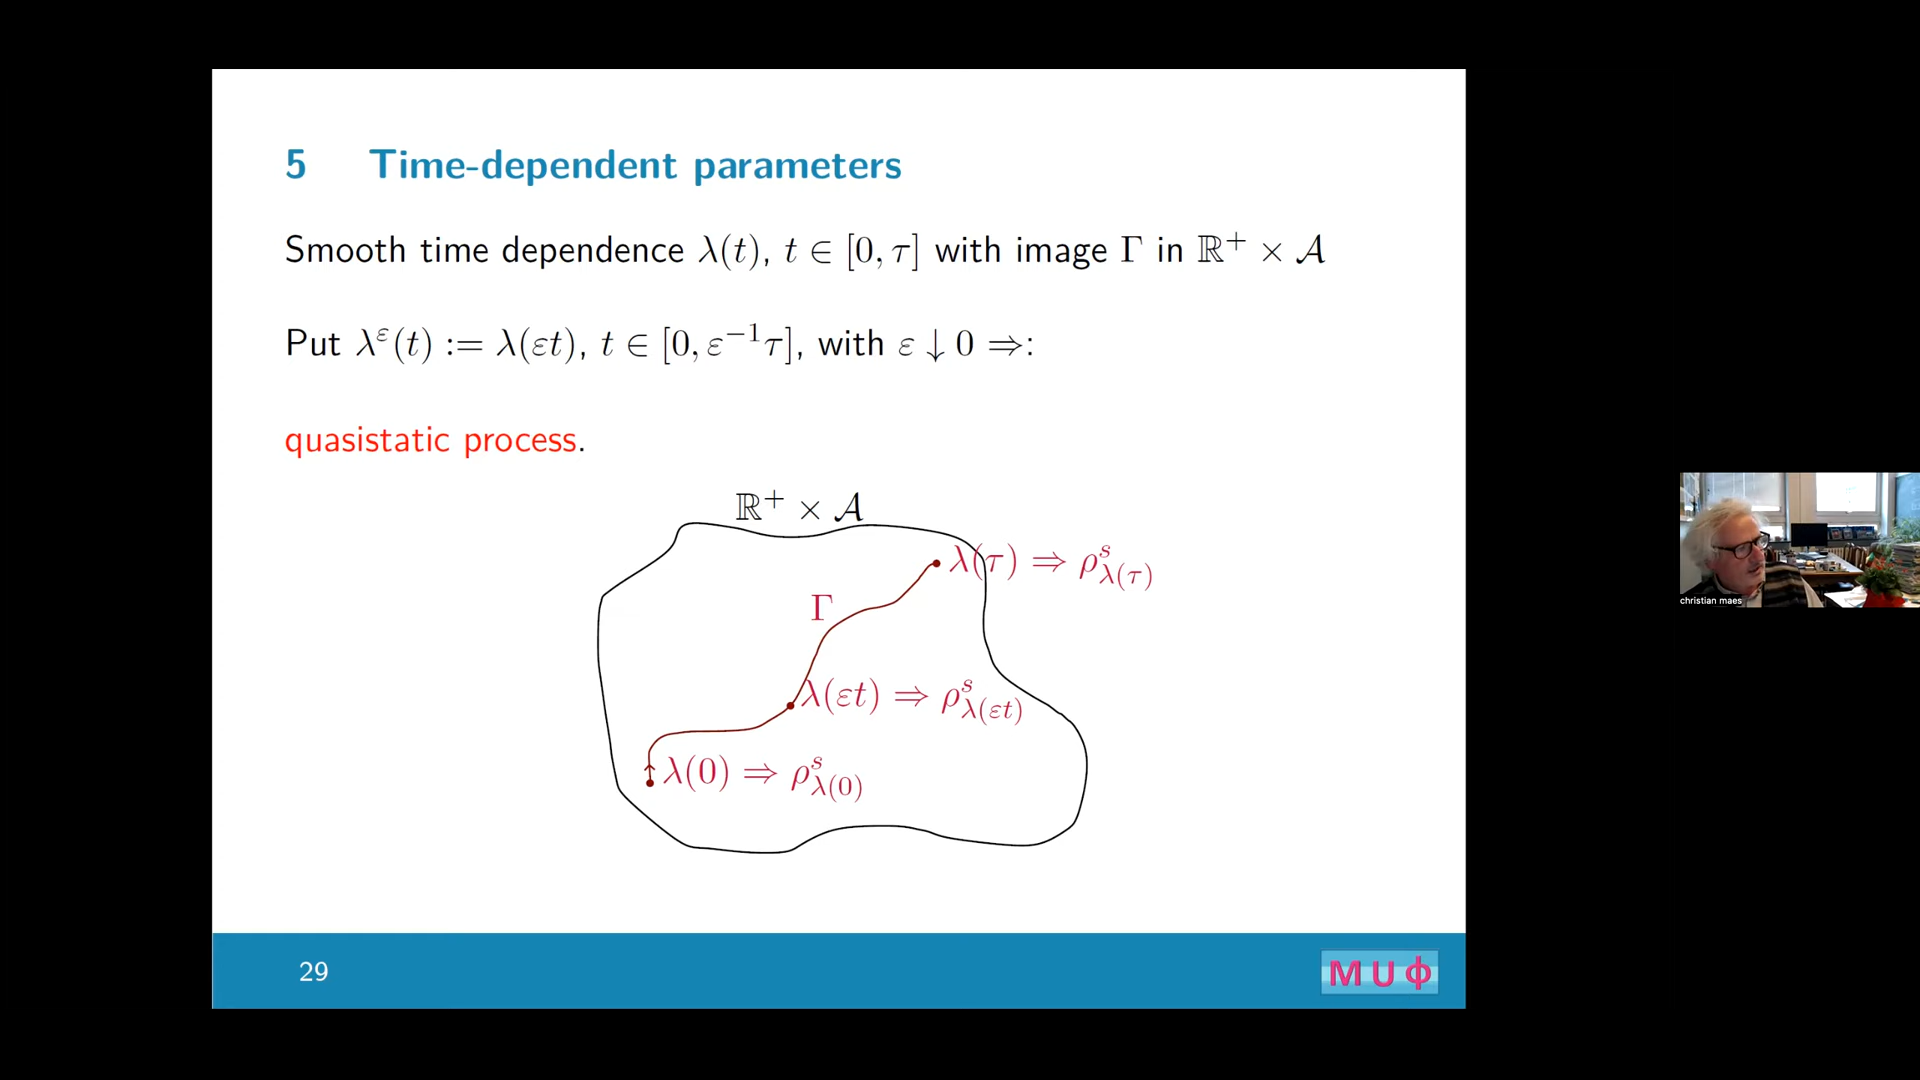 5 Time-dependent parameters
Smooth time dependence λ(t), t ∈ [0, τ] with image Γ in ℝ⁺ × 𝒜
Put λ^ε(t) := λ(εt), t ∈ [0, ε⁻¹τ], with ε ↓ 0 ⇒:
quasistatic process.
ℝ⁺ × 𝒜
λ(τ) ⇒ ρ^s_λ(τ)
Γ
λ(εt) ⇒ ρ^s_λ(εt)
λ(0) ⇒ ρ^s_λ(0)
29
M U Φ
christian maes